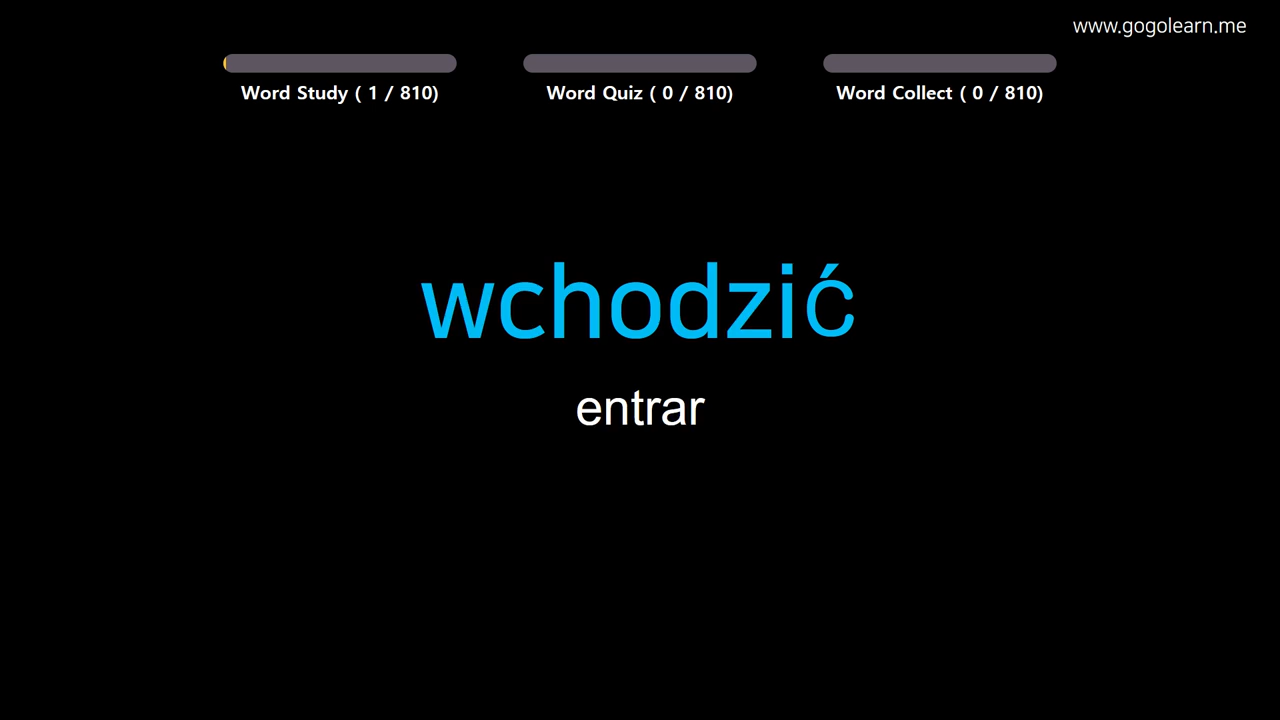 www.gogolearn.me
Word Study ( 1 / 810)
Word Quiz ( 0 / 810)
Word Collect ( 0 / 810)
wchodzić
entrar